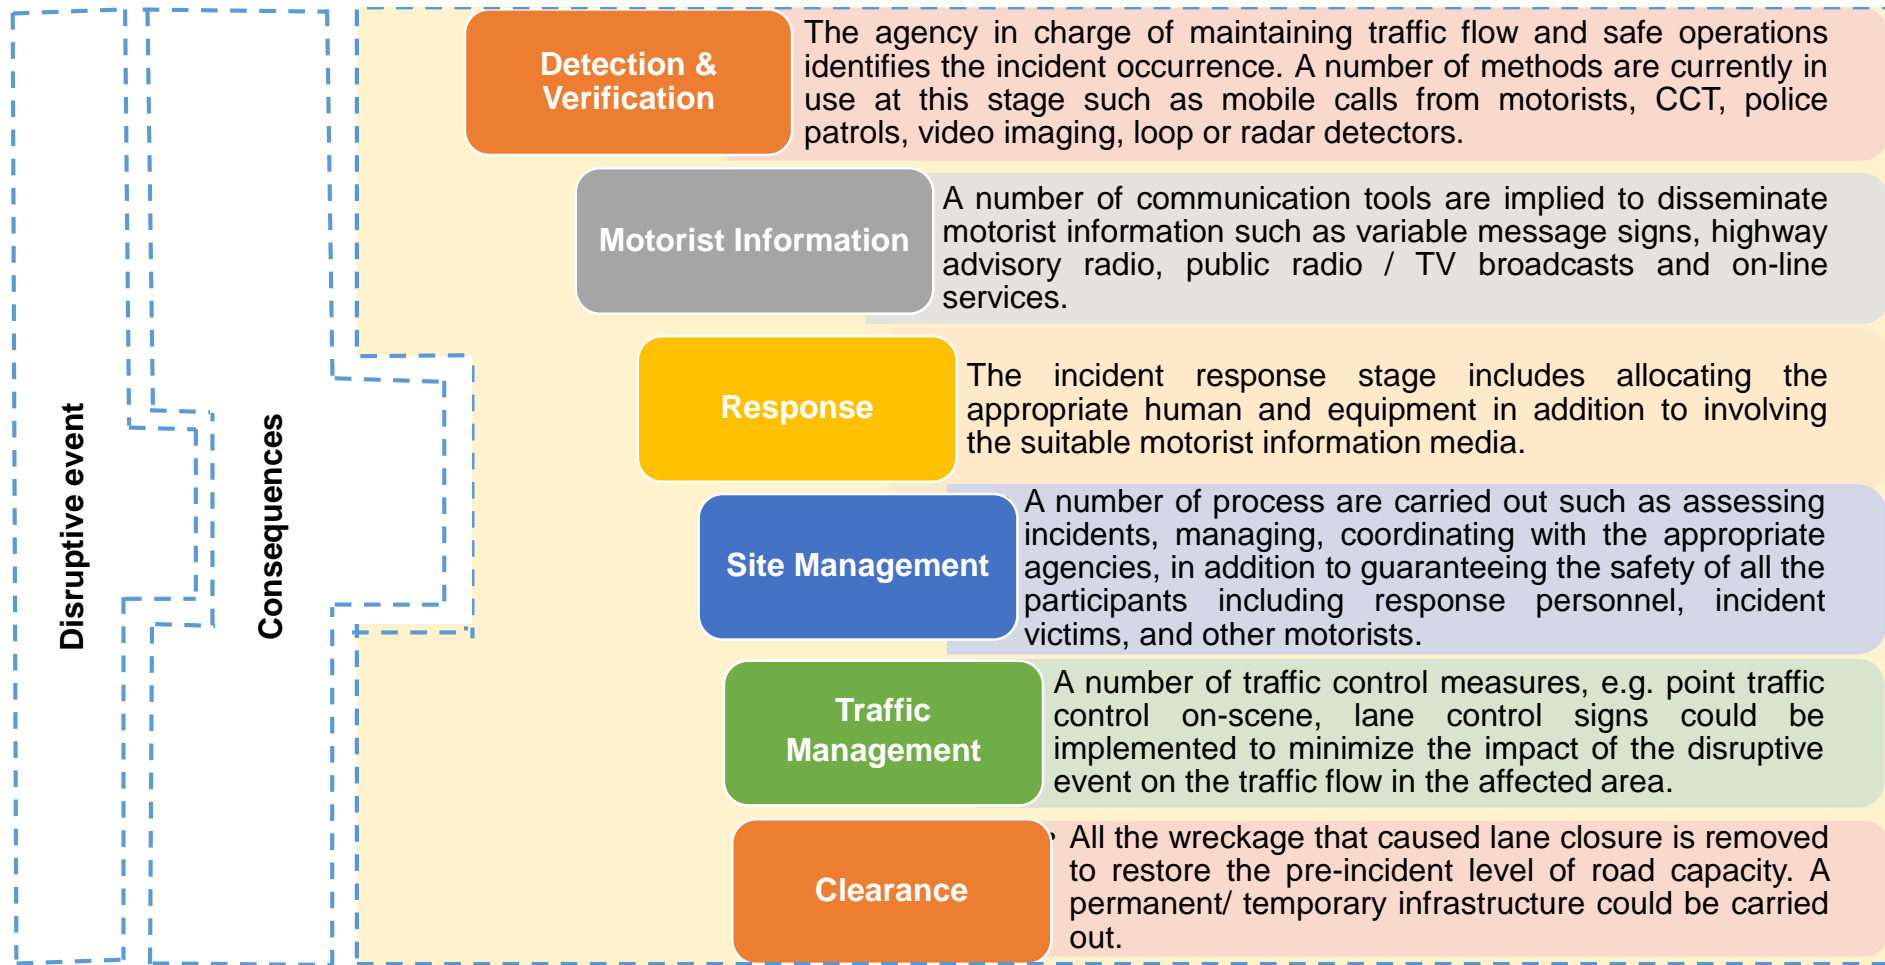 Disruptive event
Consequences
Detection &
Verification
The agency in charge of maintaining traffic flow and safe operations
identifies the incident occurrence. A number of methods are currently in
use at this stage such as mobile calls from motorists, CCT, police
patrols, video imaging, loop or radar detectors.
Motorist Information
A number of communication tools are implied to disseminate
motorist information such as variable message signs, highway
advisory radio, public radio / TV broadcasts and on-line
services.
Response
The incident response stage includes allocating the
appropriate human and equipment in addition to involving
the suitable motorist information media.
Site Management
A number of process are carried out such as assessing
incidents, managing, coordinating with the appropriate
agencies, in addition to guaranteeing the safety of all the
participants including response personnel, incident
victims, and other motorists.
Traffic
Management
A number of traffic control measures, e.g. point traffic
control on-scene, lane control signs could be
implemented to minimize the impact of the disruptive
event on the traffic flow in the affected area.
Clearance
• All the wreckage that caused lane closure is removed
to restore the pre-incident level of road capacity. A
permanent/ temporary infrastructure could be carried
out.